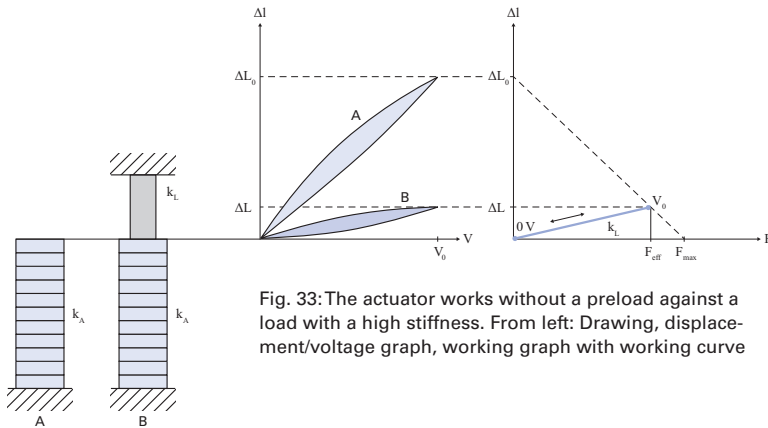 Δl
Δl
ΔL₀
ΔL₀
A
k_L
B
ΔL
ΔL
V₀
0 V
k_L
V
F
V₀
F_eff
F_max
k_A
k_A
Fig. 33: The actuator works without a preload against a
load with a high stiffness. From left: Drawing, displace-
ment/voltage graph, working graph with working curve
A
B